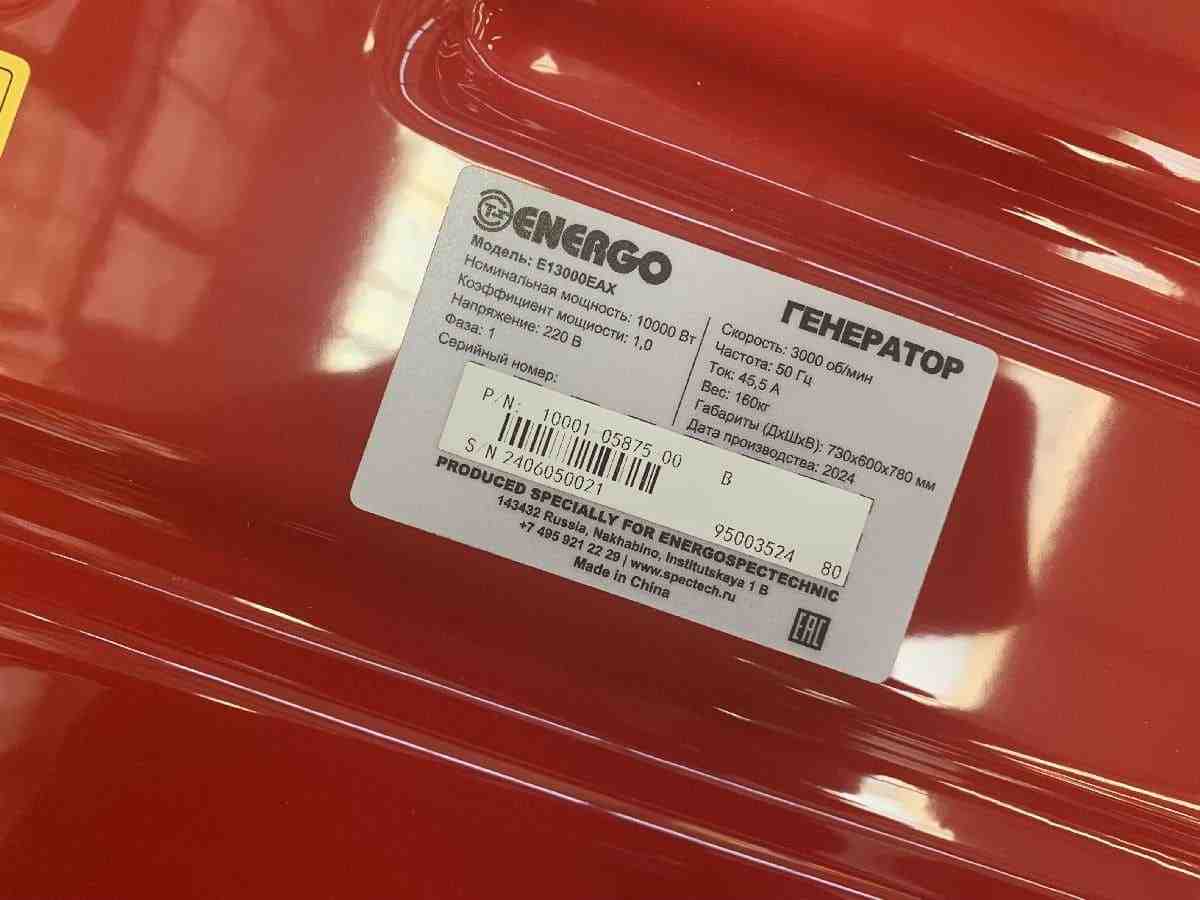 ENERGO
Модель: E13000EAX
Номинальная мощность: 10000 Вт
Коэффициент мощности: 1,0
Напряжение: 220 В
Фаза: 1
Серийный номер:
ГЕНЕРАТОР
Скорость: 3000 об/мин
Частота: 50 Гц
Ток: 45,5 А
Вес: 160кг
Габариты (ДхШхВ): 730х600х780 мм
Дата производства: 2024
P/N: 10001-05875 00 B
S/N 2406050021 95003524 80
PRODUCED SPECIALLY FOR ENERGOSPECTECHNIC
143432 Russia, Nakhabino, Institutskaya 1 B
+7 495 921 22 29 | www.spectech.ru
Made in China
EAC